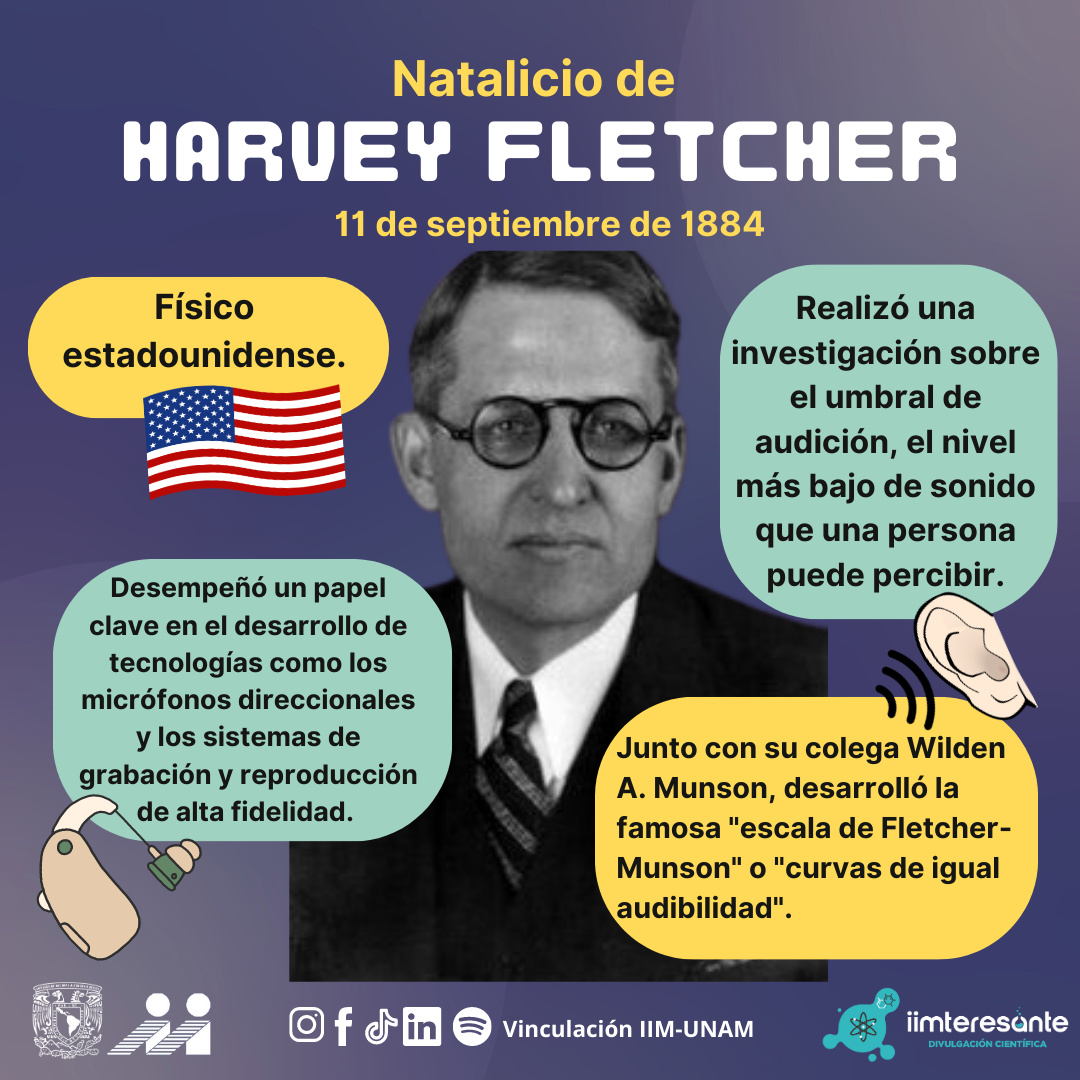 Natalicio de
HARVEY FLETCHER
11 de septiembre de 1884
Físico
estadounidense.
Realizó una
investigación sobre
el umbral de
audición, el nivel
más bajo de sonido
que una persona
puede percibir.
Desempeñó un papel
clave en el desarrollo de
tecnologías como los
micrófonos direccionales
y los sistemas de
grabación y reproducción
de alta fidelidad.
Junto con su colega Wilden
A. Munson, desarrolló la
famosa "escala de Fletcher-
Munson" o "curvas de igual
audibilidad".
Vinculación IIM-UNAM
iimteresante
DIVULGACIÓN CIENTÍFICA